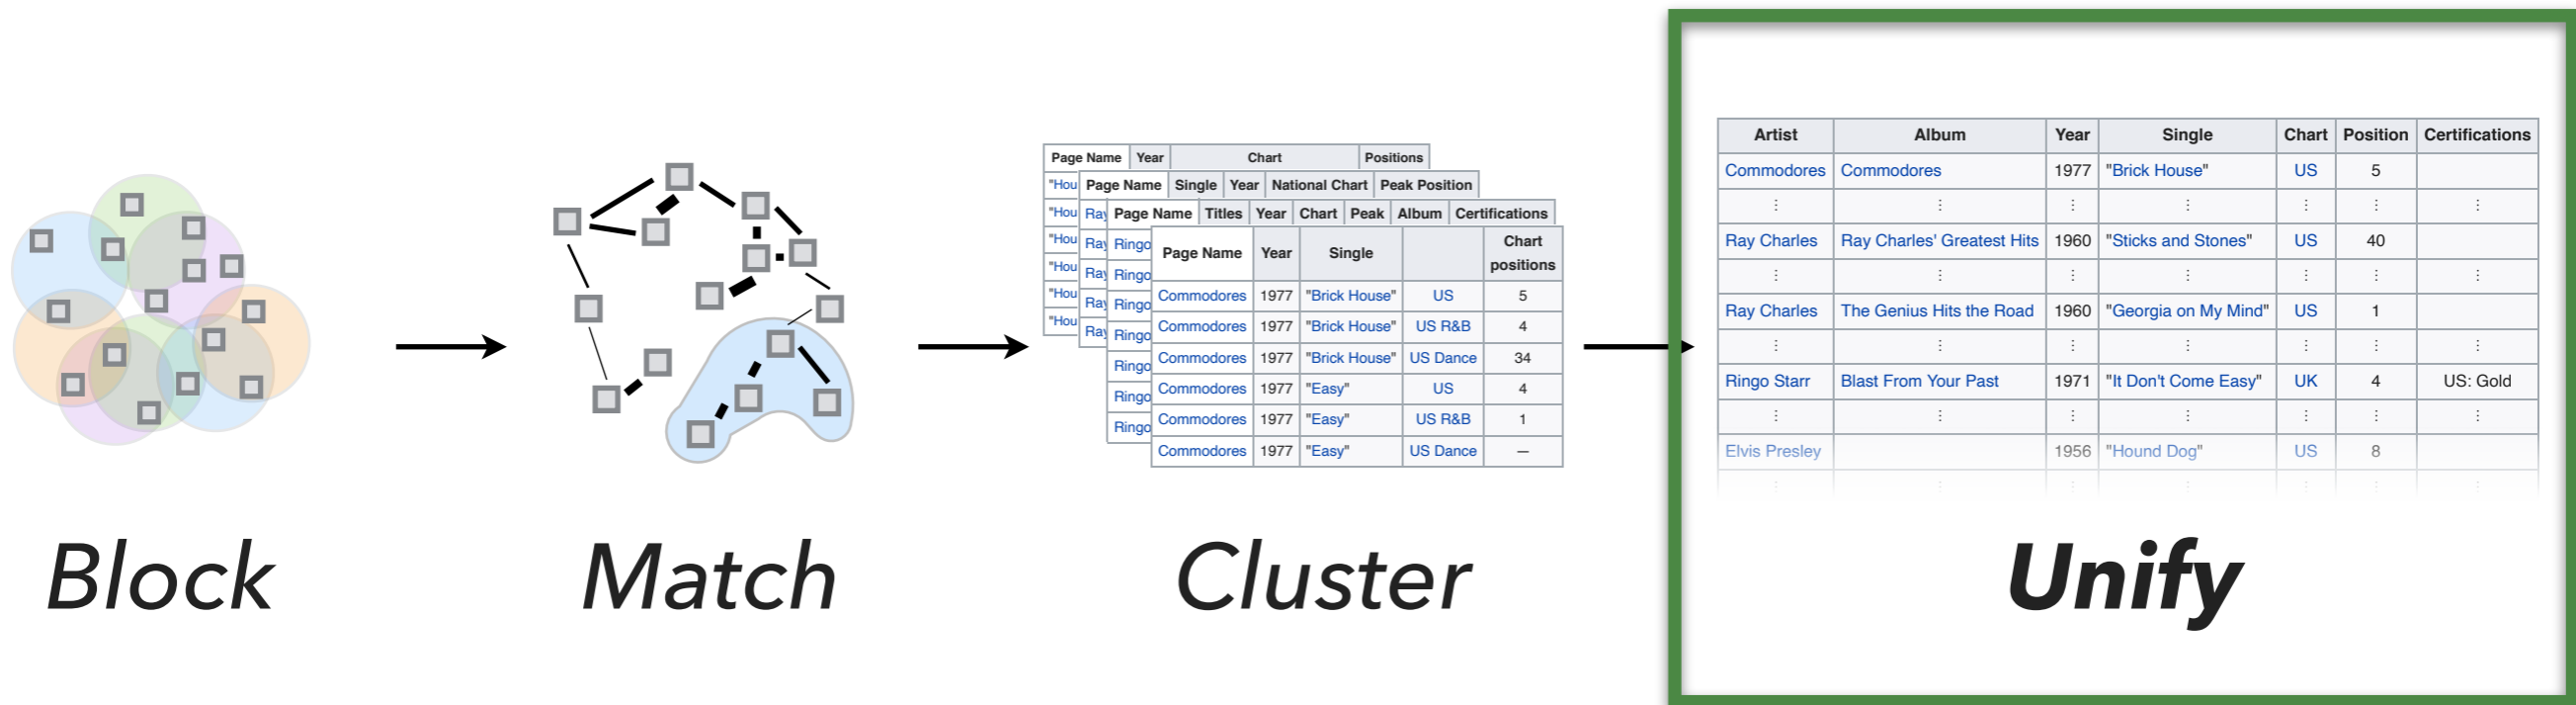 Page Name Year Chart Positions
"Hou
"Hou
"Hou
"Hou
"Hou
"Hou
Page Name Single Year National Chart Peak Position
Ray
Ray
Ray
Ray
Ray
Page Name Titles Year Chart Peak Album Certifications
Ringo
Ringo
Ringo
Ringo
Ringo
Ringo
Ringo
Page Name Year Single Chart positions
Commodores 1977 "Brick House" US 5
Commodores 1977 "Brick House" US R&B 4
Commodores 1977 "Brick House" US Dance 34
Commodores 1977 "Easy" US 4
Commodores 1977 "Easy" US R&B 1
Commodores 1977 "Easy" US Dance —
Artist Album Year Single Chart Position Certifications
Commodores Commodores 1977 "Brick House" US 5
⋮ ⋮ ⋮ ⋮ ⋮ ⋮ ⋮
Ray Charles Ray Charles' Greatest Hits 1960 "Sticks and Stones" US 40
⋮ ⋮ ⋮ ⋮ ⋮ ⋮ ⋮
Ray Charles The Genius Hits the Road 1960 "Georgia on My Mind" US 1
⋮ ⋮ ⋮ ⋮ ⋮ ⋮ ⋮
Ringo Starr Blast From Your Past 1971 "It Don't Come Easy" UK 4 US: Gold
⋮ ⋮ ⋮ ⋮ ⋮ ⋮ ⋮
Elvis Presley 1956 "Hound Dog" US 8
⋮ ⋮ ⋮ ⋮ ⋮ ⋮ ⋮
Block Match Cluster Unify